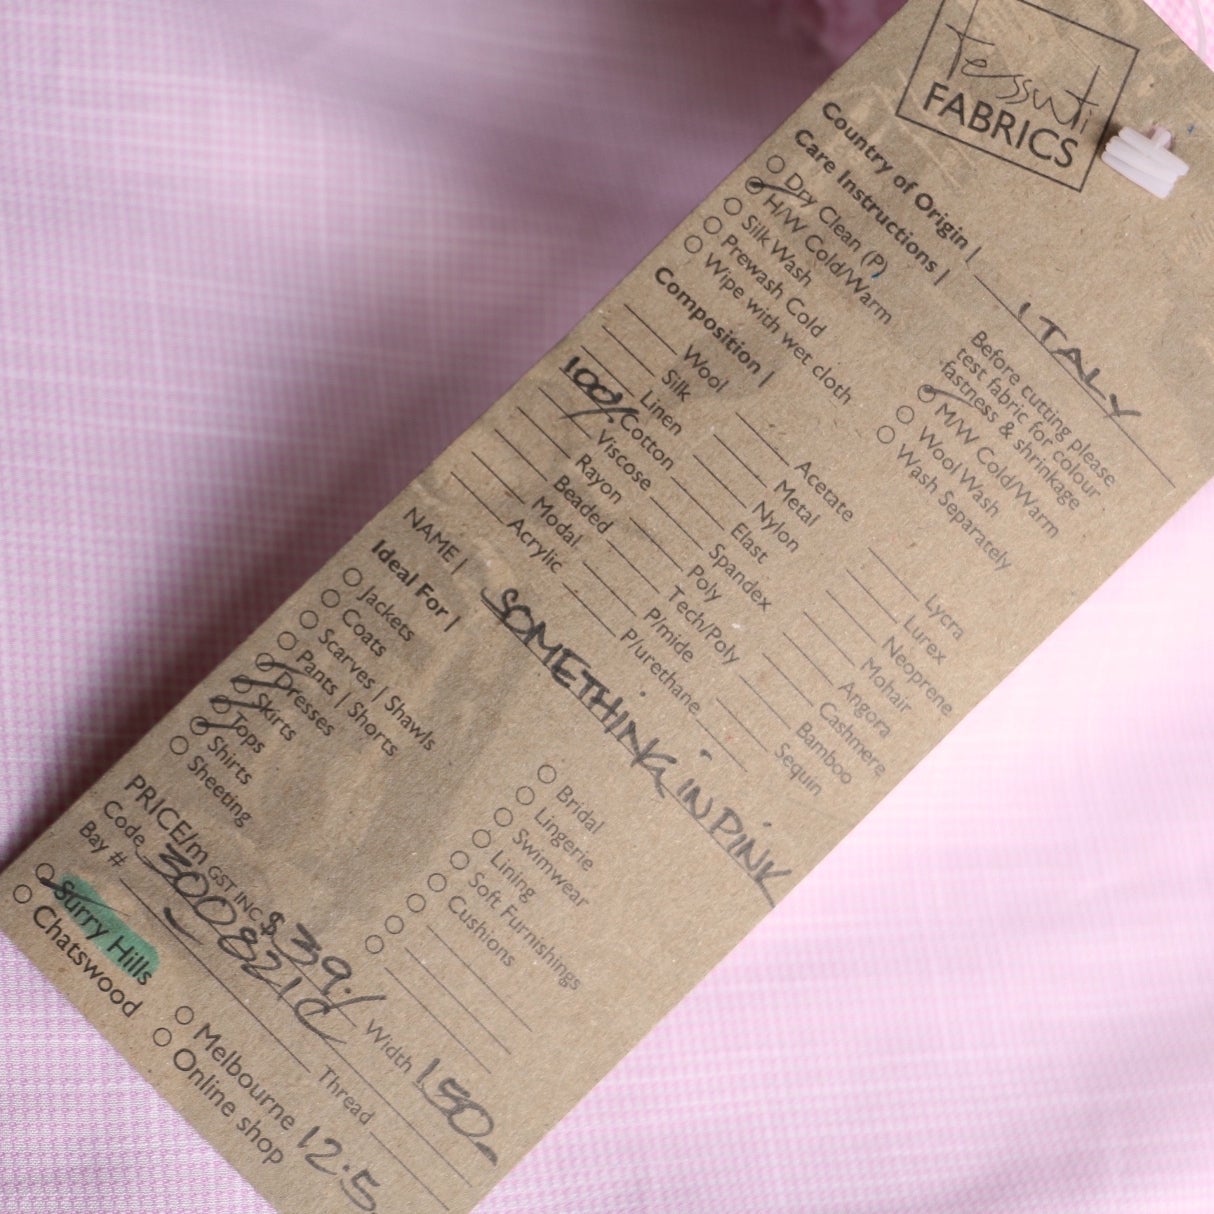 tessuti
FABRICS
Country of Origin | ITALY
Care Instructions |
Dry Clean (P)
H/W Cold/Warm
Silk Wash
Prewash Cold
Wipe with wet cloth
Before cutting please
test fabric for colour
fastness & shrinkage
M/W Cold/Warm
Wool Wash
Wash Separately
Composition |
Wool
Silk
Linen
100% Cotton
Viscose
Rayon
Beaded
Modal
Acrylic
Acetate
Metal
Nylon
Elast
Spandex
Poly
Tech/Poly
P/mide
P/urethane
Lycra
Lurex
Neoprene
Mohair
Angora
Cashmere
Bamboo
Sequin
NAME | SOMETHING IN PINK
Ideal For |
Jackets
Coats
Scarves | Shawls
Pants | Shorts
Dresses
Skirts
Tops
Shirts
Sheeting
Bridal
Lingerie
Swimwear
Lining
Soft Furnishings
Cushions
PRICE/m GST INC $39./ Width 150
Code 300821C Thread
Bay #
Surry Hills
Chatswood
Melbourne 12.5
Online shop